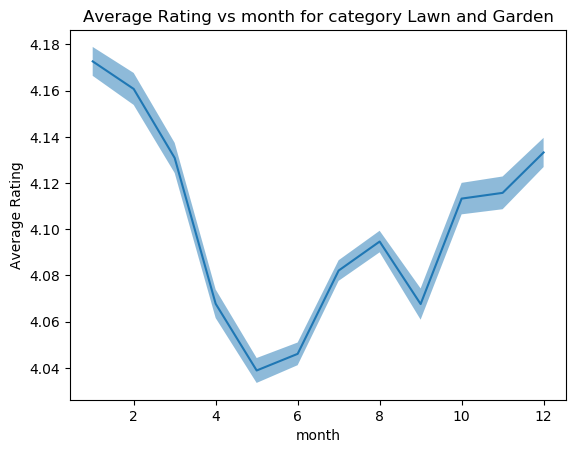 Average Rating vs month for category Lawn and Garden
4.18
4.16
4.14
4.12
4.10
4.08
4.06
4.04
Average Rating
2 4 6 8 10 12
month